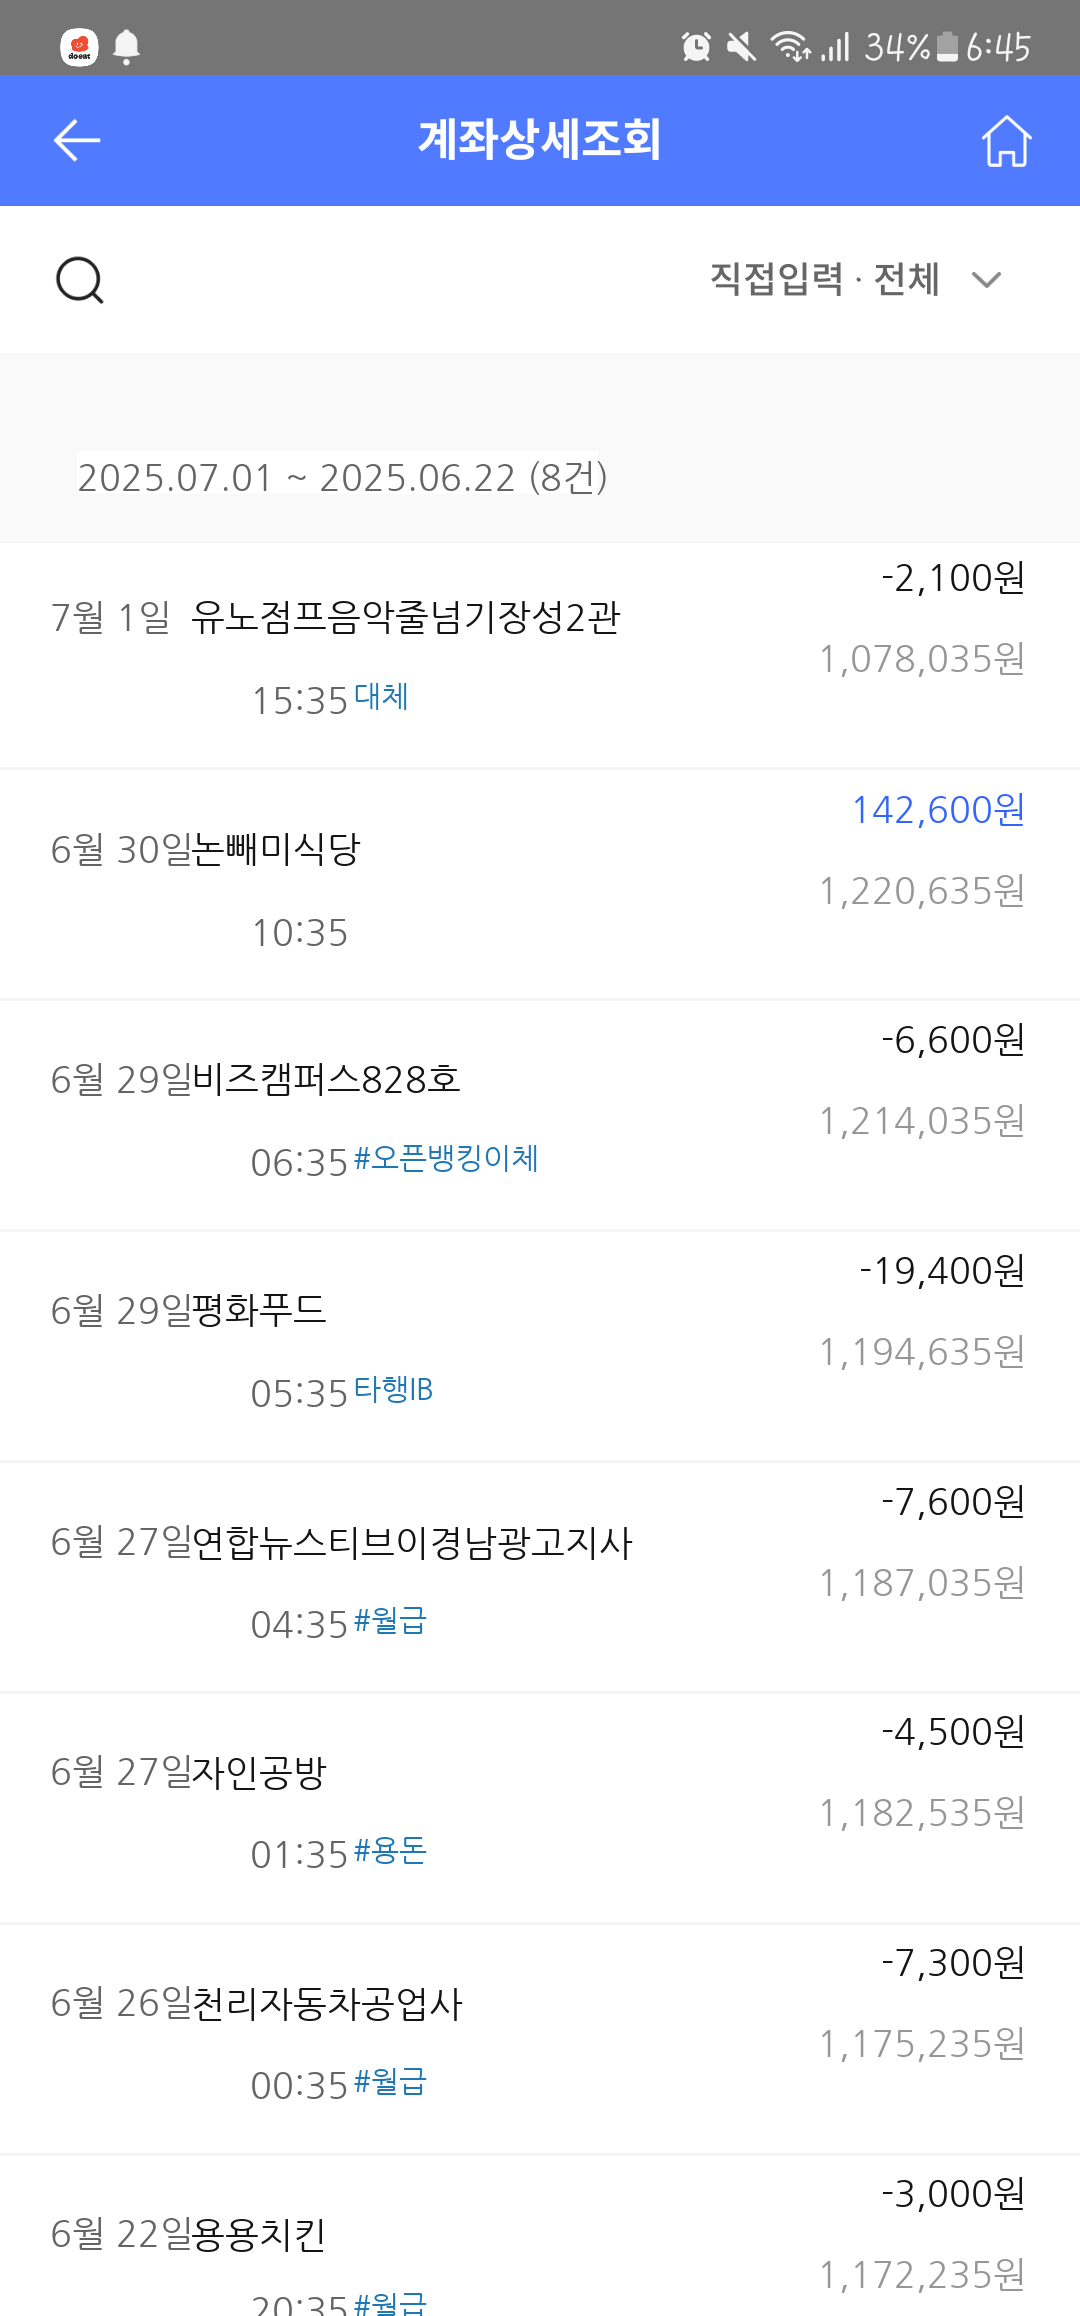 doeat 34% 6:45
계좌상세조회
직접입력 · 전체
2025.07.01 ~ 2025.06.22 (8건)
-2,100원
7월 1일 유노점프음악줄넘기장성2관
1,078,035원
15:35 대체
142,600원
6월 30일논빼미식당
1,220,635원
10:35
-6,600원
6월 29일비즈캠퍼스828호
1,214,035원
06:35 #오픈뱅킹이체
-19,400원
6월 29일평화푸드
1,194,635원
05:35 타행IB
-7,600원
6월 27일연합뉴스티브이경남광고지사
1,187,035원
04:35 #월급
-4,500원
6월 27일자인공방
1,182,535원
01:35 #용돈
-7,300원
6월 26일천리자동차공업사
1,175,235원
00:35 #월급
-3,000원
6월 22일용용치킨
1,172,235원
20:35 #월급